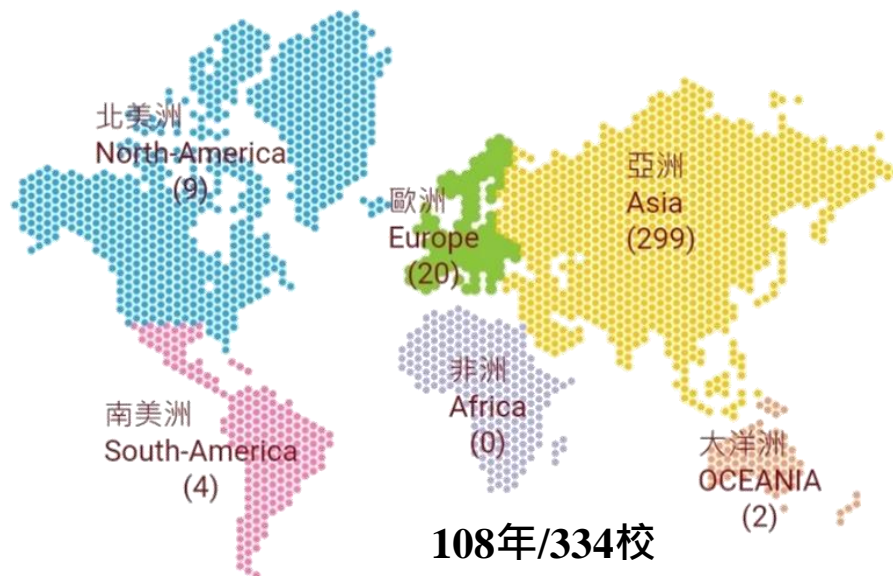 北美洲
North-America
(9)
歐洲
Europe
(20)
亞洲
Asia
(299)
非洲
Africa
(0)
南美洲
South-America
(4)
大洋洲
OCEANIA
(2)
108年/334校